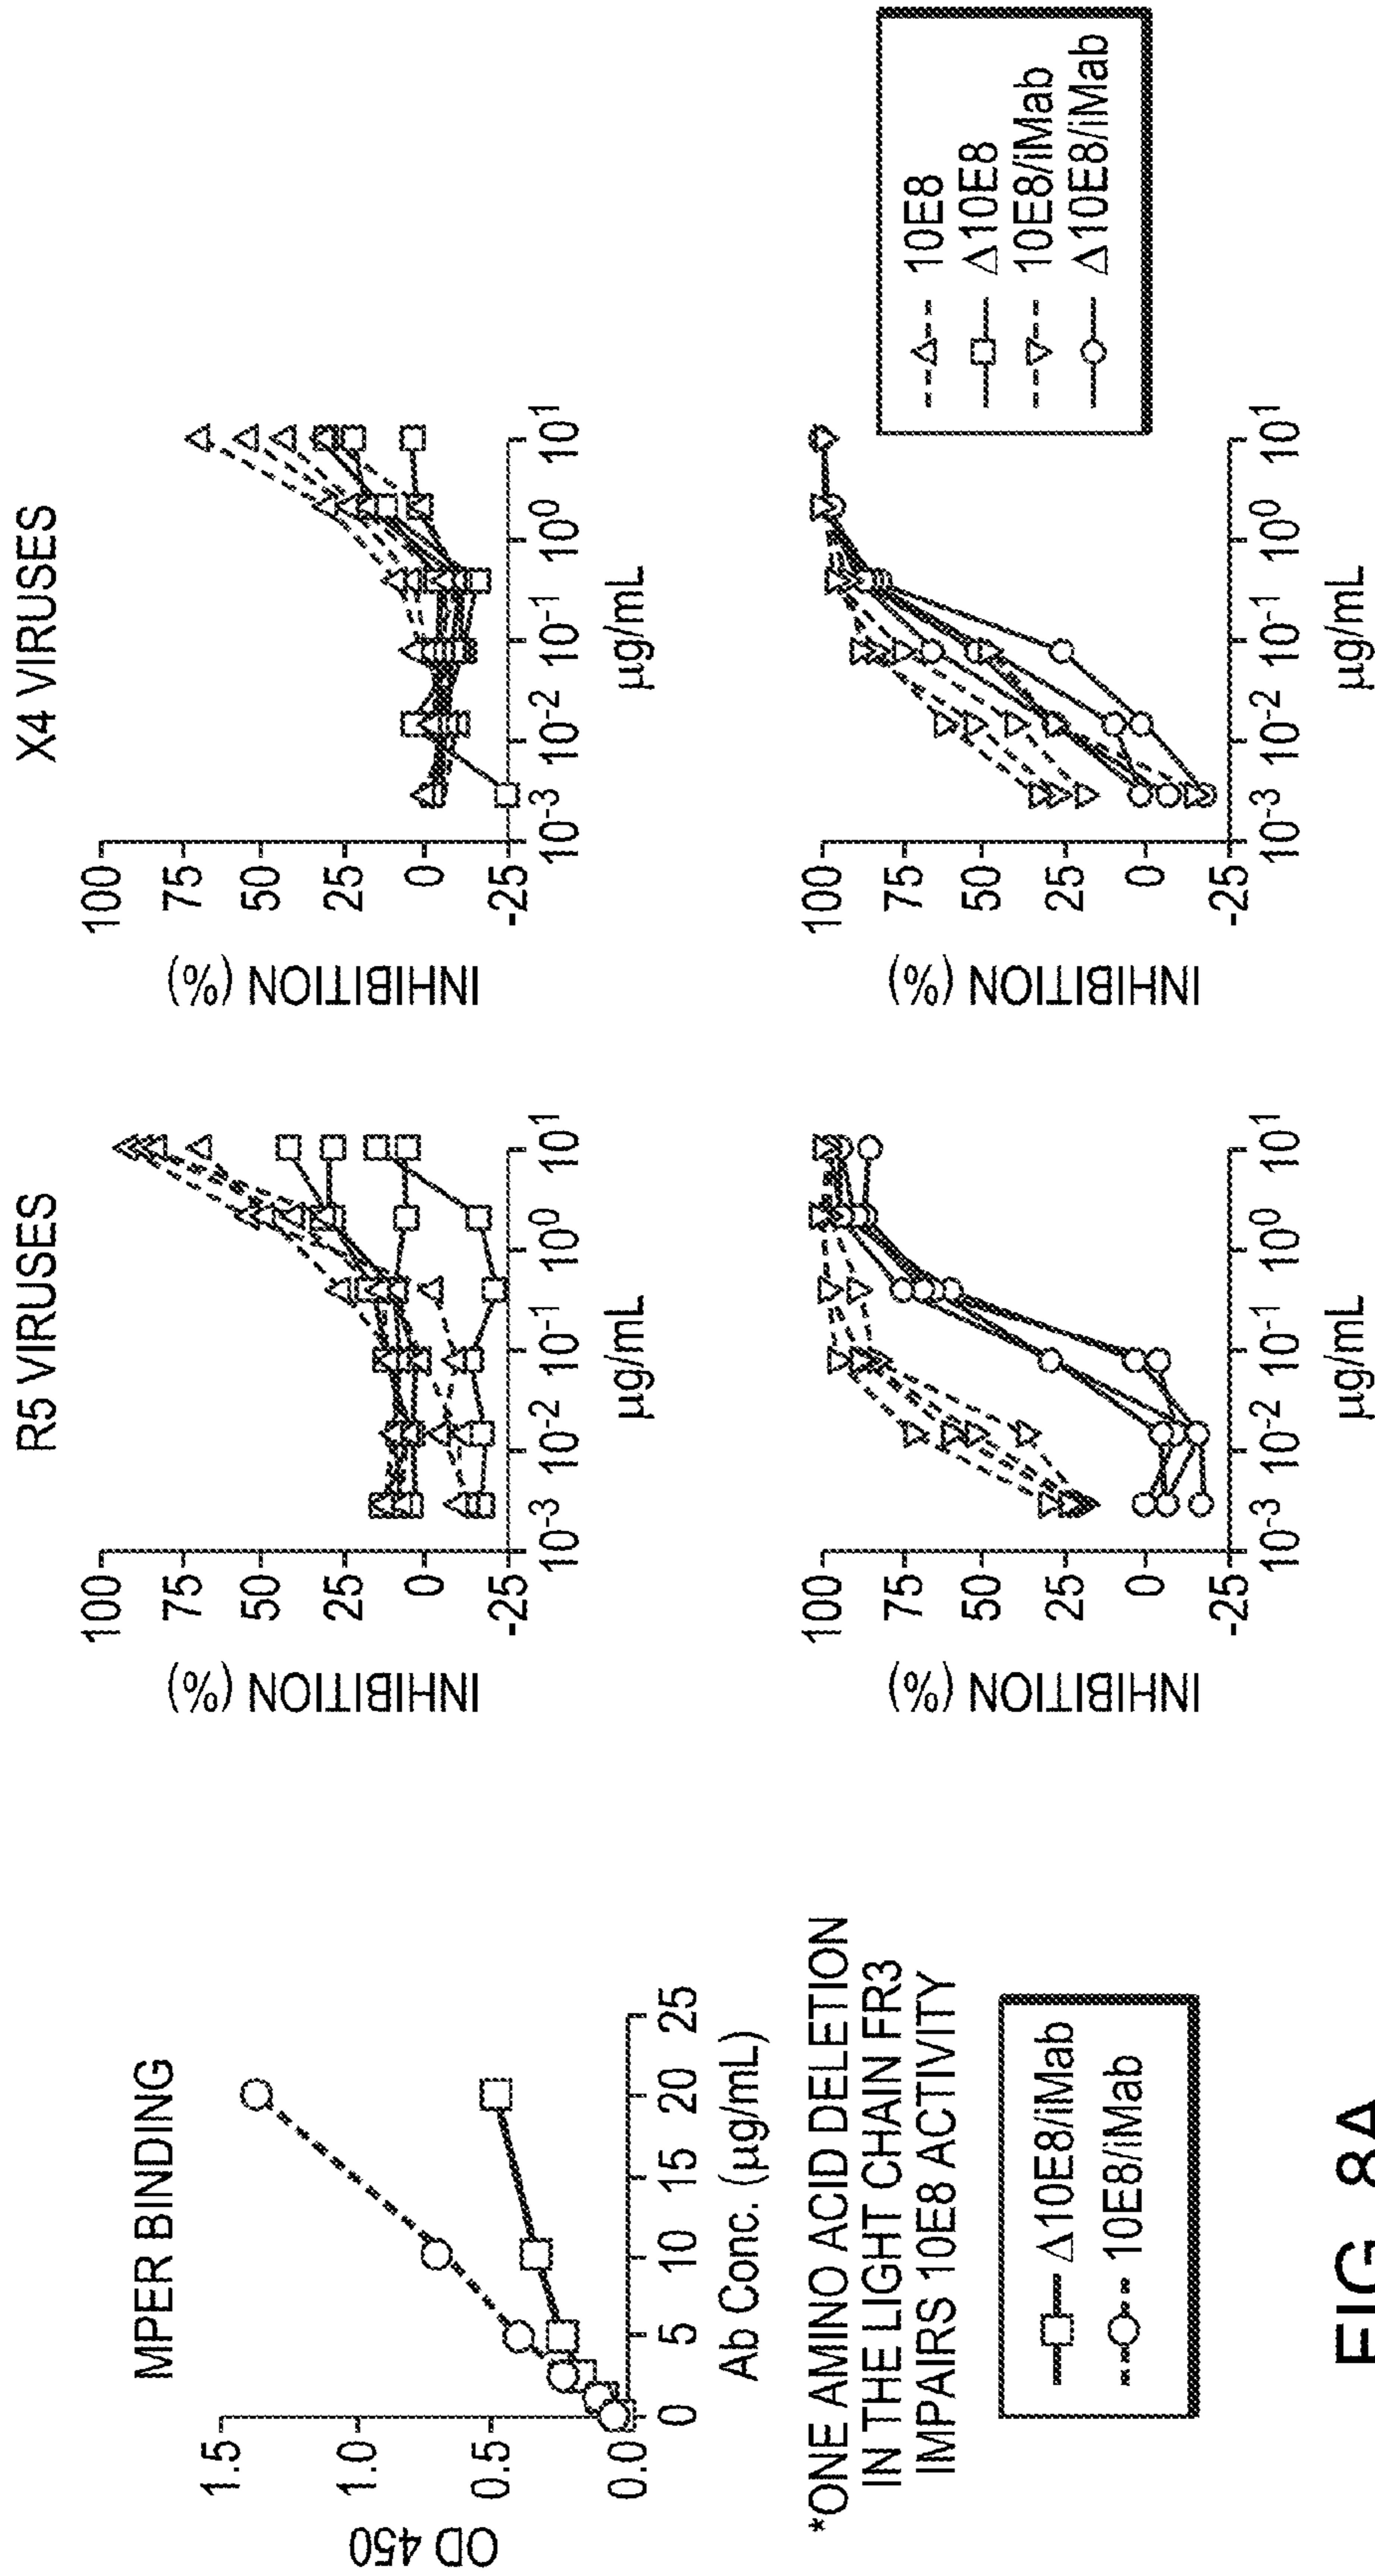 MPER BINDING
OD 450
1.5
1.0
0.5
0.0
0 5 10 15 20 25
Ab Conc. (µg/mL)
*ONE AMINO ACID DELETION
IN THE LIGHT CHAIN FR3
IMPAIRS 10E8 ACTIVITY
Δ10E8/iMab
10E8/iMab
R5 VIRUSES
INHIBITION (%)
100
75
50
25
0
-25
10-3 10-2 10-1 100 101
µg/mL
X4 VIRUSES
INHIBITION (%)
100
75
50
25
0
-25
10-3 10-2 10-1 100 101
µg/mL
INHIBITION (%)
100
75
50
25
0
-25
10-3 10-2 10-1 100 101
µg/mL
INHIBITION (%)
100
75
50
25
0
-25
10-3 10-2 10-1 100 101
µg/mL
10E8
Δ10E8
10E8/iMab
Δ10E8/iMab
FIG. 8A